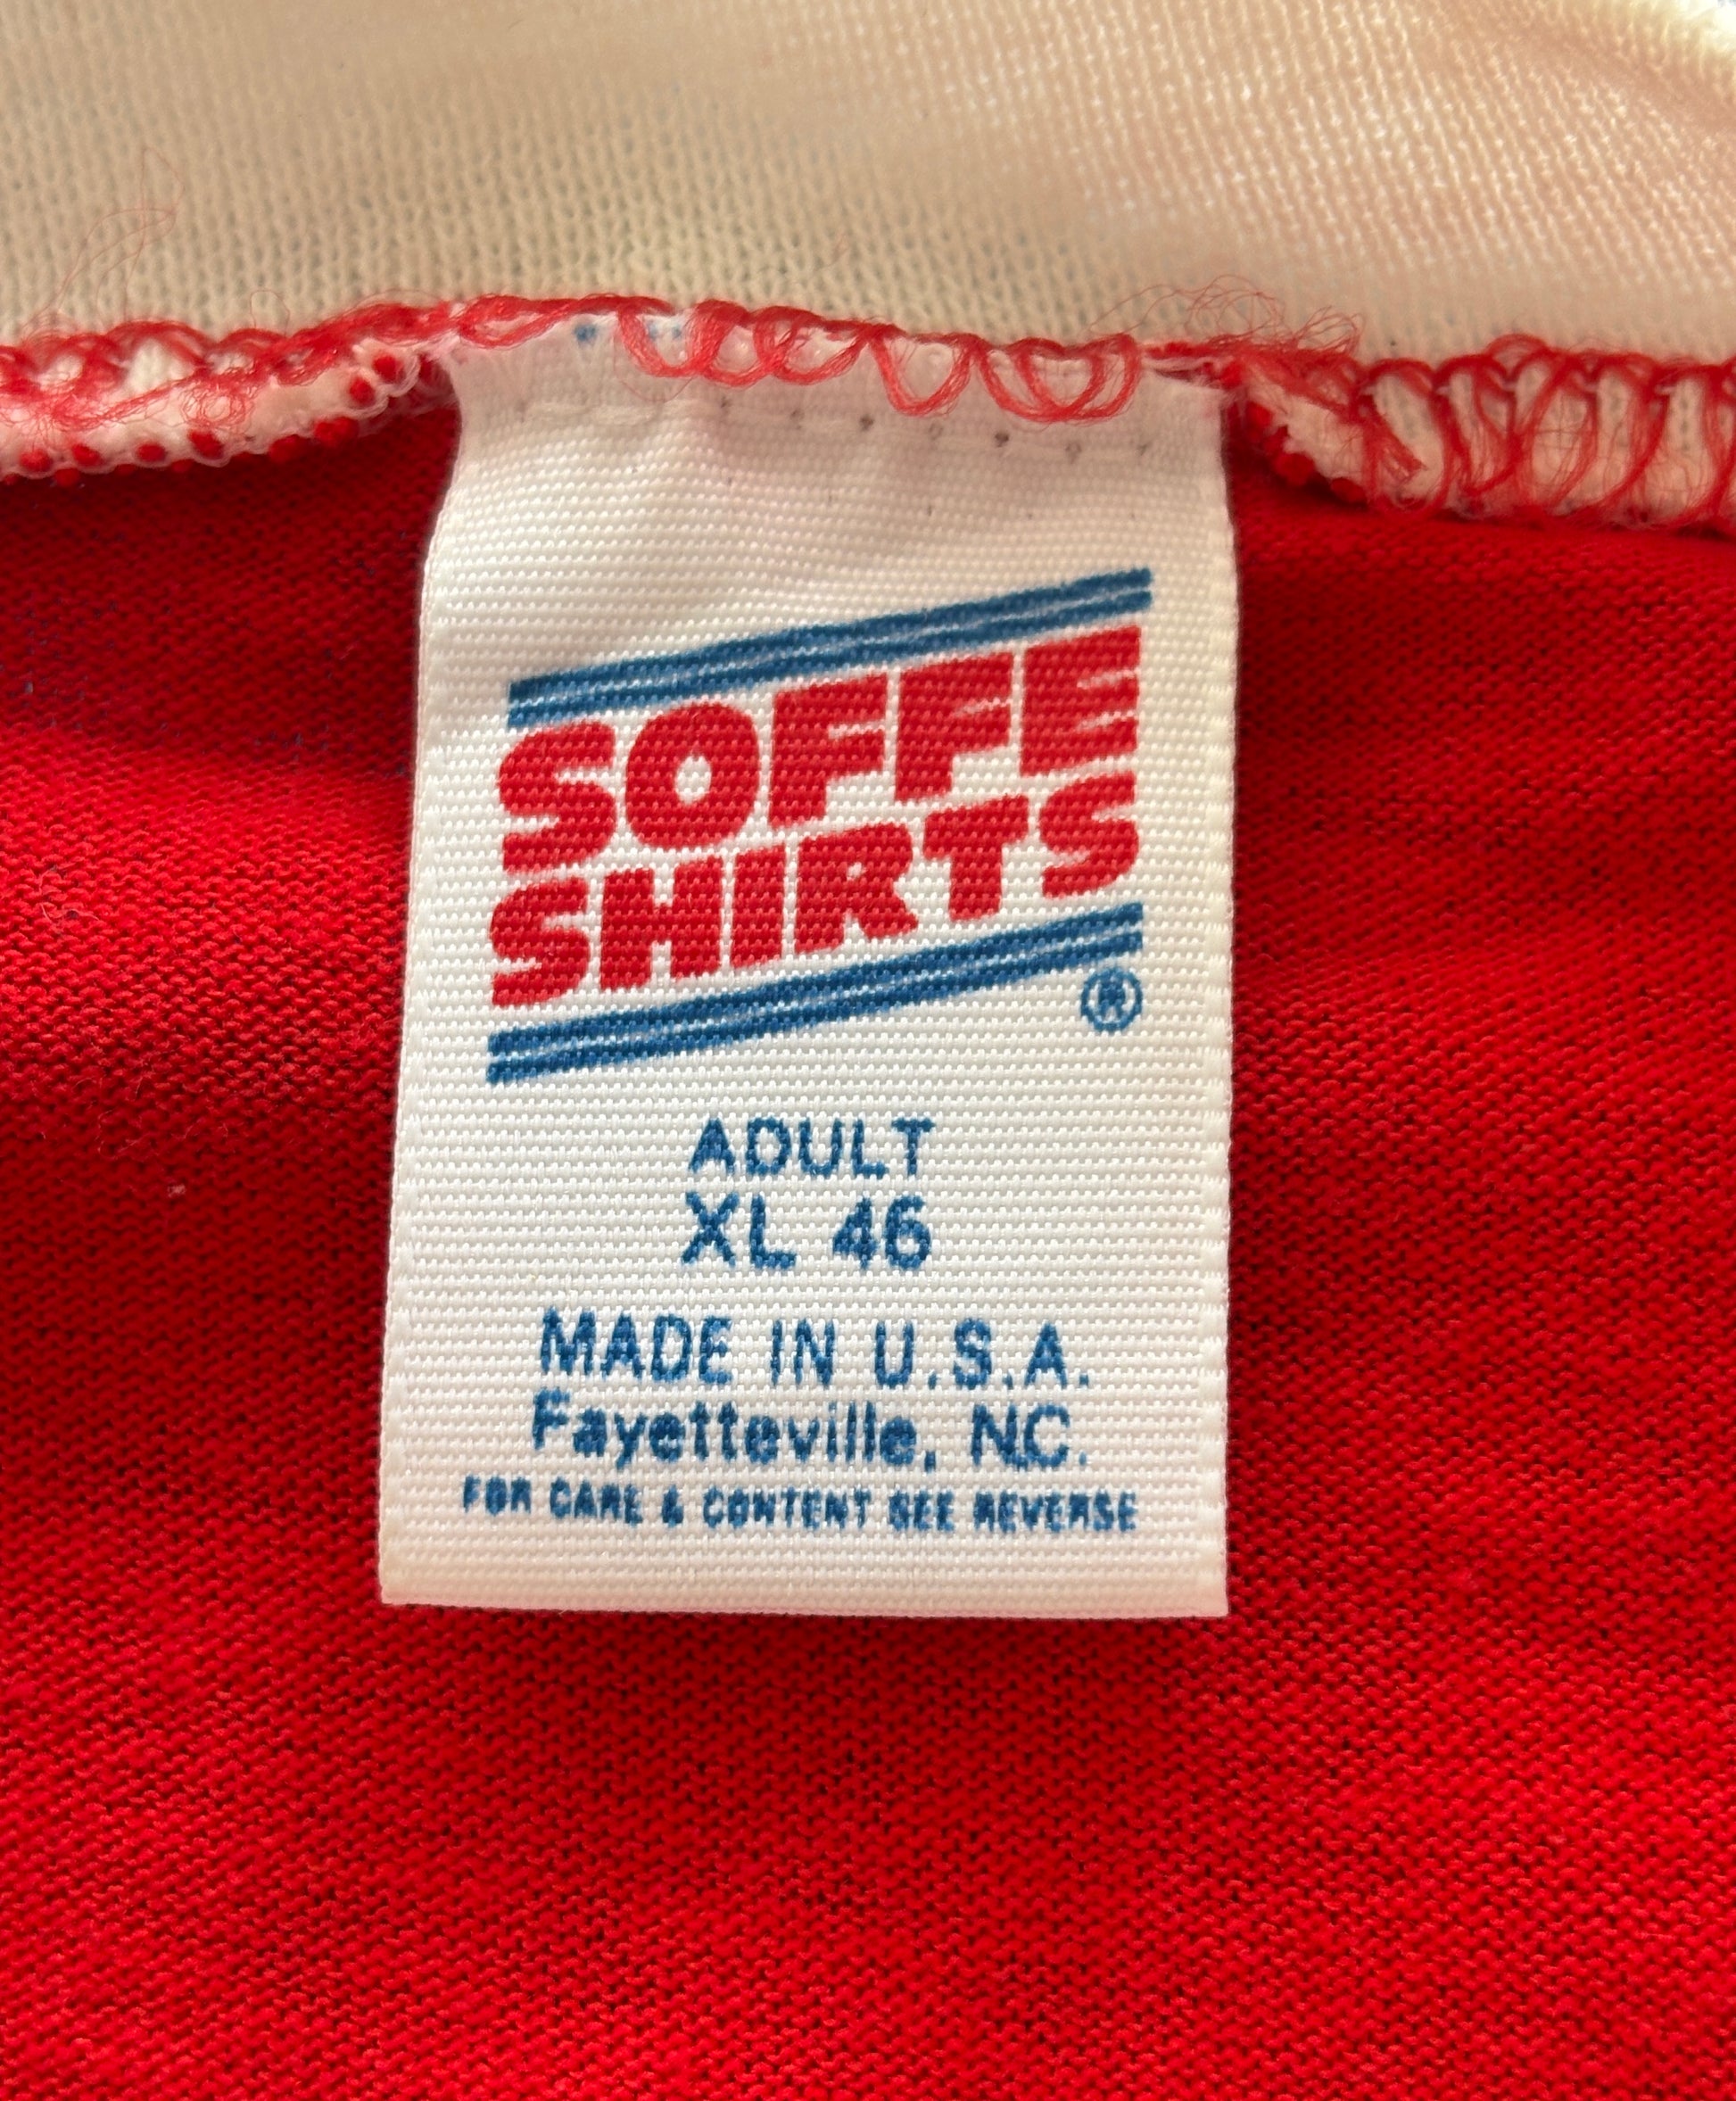 SOFFE
SHIRTS
®
ADULT
XL 46
MADE IN U.S.A.
Fayetteville, NC.
FOR CARE & CONTENT SEE REVERSE